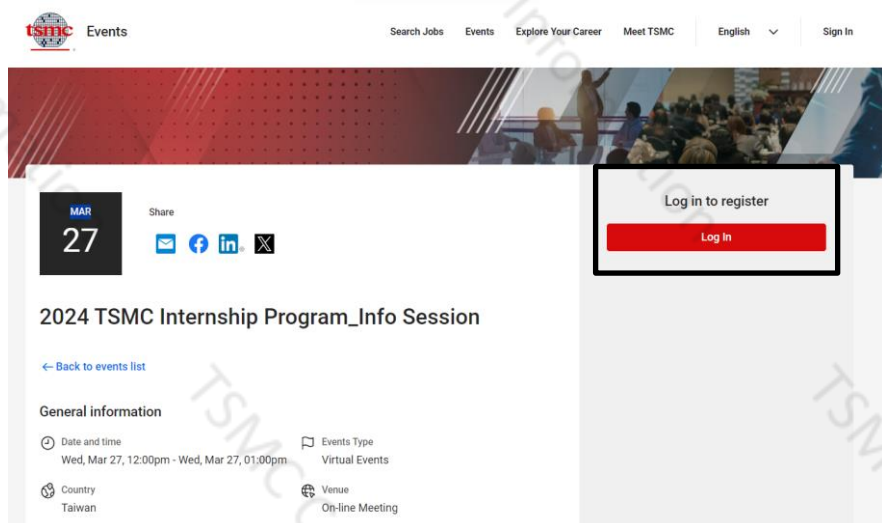 tsmc Events Search Jobs Events Explore Your Career Meet TSMC English Sign In
MAR
27
Share
Log in to register
Log In
2024 TSMC Internship Program_Info Session
← Back to events list
General information
Date and time
Wed, Mar 27, 12:00pm - Wed, Mar 27, 01:00pm
Events Type
Virtual Events
Country
Taiwan
Venue
On-line Meeting